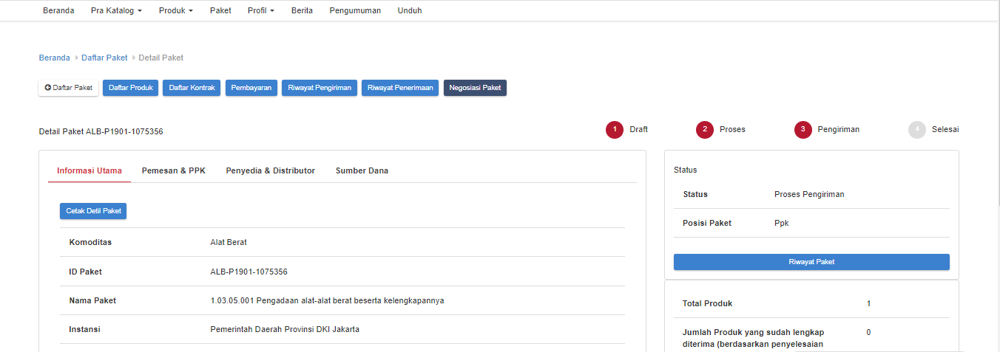 Beranda Pra Katalog Produk Paket Profil Berita Pengumuman Unduh
Beranda Daftar Paket Detail Paket
Daftar Paket Daftar Produk Daftar Kontrak Pembayaran Riwayat Pengiriman Riwayat Penerimaan Negosiasi Paket
Detail Paket ALB-P1901-1075356
1 Draft 2 Proses 3 Pengiriman 4 Selesai
Informasi Utama Pemesan & PPK Penyedia & Distributor Sumber Dana
Cetak Detil Paket
Komoditas Alat Berat
ID Paket ALB-P1901-1075356
Nama Paket 1.03.05.001 Pengadaan alat-alat berat beserta kelengkapannya
Instansi Pemerintah Daerah Provinsi DKI Jakarta
Status
Status Proses Pengiriman
Posisi Paket Ppk
Riwayat Paket
Total Produk 1
Jumlah Produk yang sudah lengkap 0
diterima (berdasarkan penyelesaian